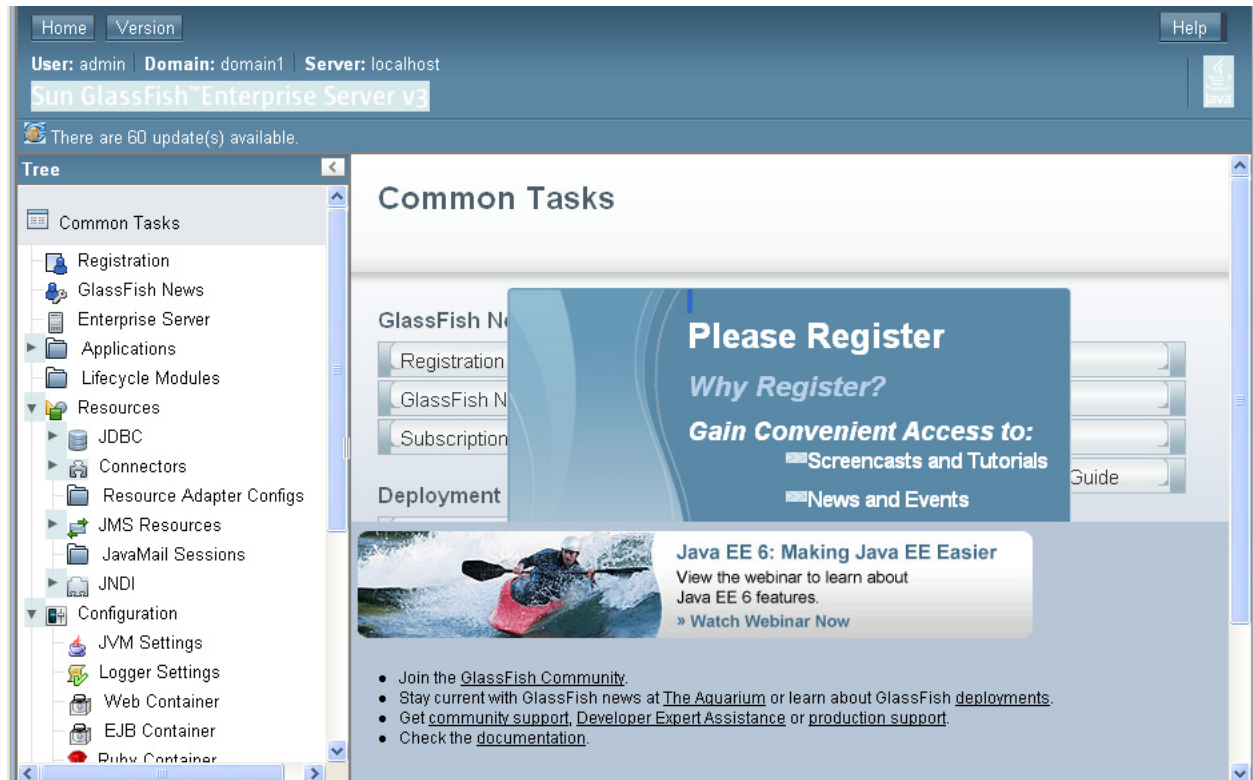 Home Version Help
User: admin Domain: domain1 Server: localhost
Sun GlassFish™ Enterprise Server v3
Java
There are 60 update(s) available.
Tree
Common Tasks
Registration
GlassFish News
Enterprise Server
Applications
Lifecycle Modules
Resources
JDBC
Connectors
Resource Adapter Configs
JMS Resources
JavaMail Sessions
JNDI
Configuration
JVM Settings
Logger Settings
Web Container
EJB Container
Ruby Container
Common Tasks
GlassFish Ne
Registration
GlassFish N
Subscription
Guide
Deployment
Please Register
Why Register?
Gain Convenient Access to:
Screencasts and Tutorials
News and Events
Java EE 6: Making Java EE Easier
View the webinar to learn about
Java EE 6 features.
» Watch Webinar Now
• Join the GlassFish Community.
• Stay current with GlassFish news at The Aquarium or learn about GlassFish deployments.
• Get community support, Developer Expert Assistance or production support.
• Check the documentation.